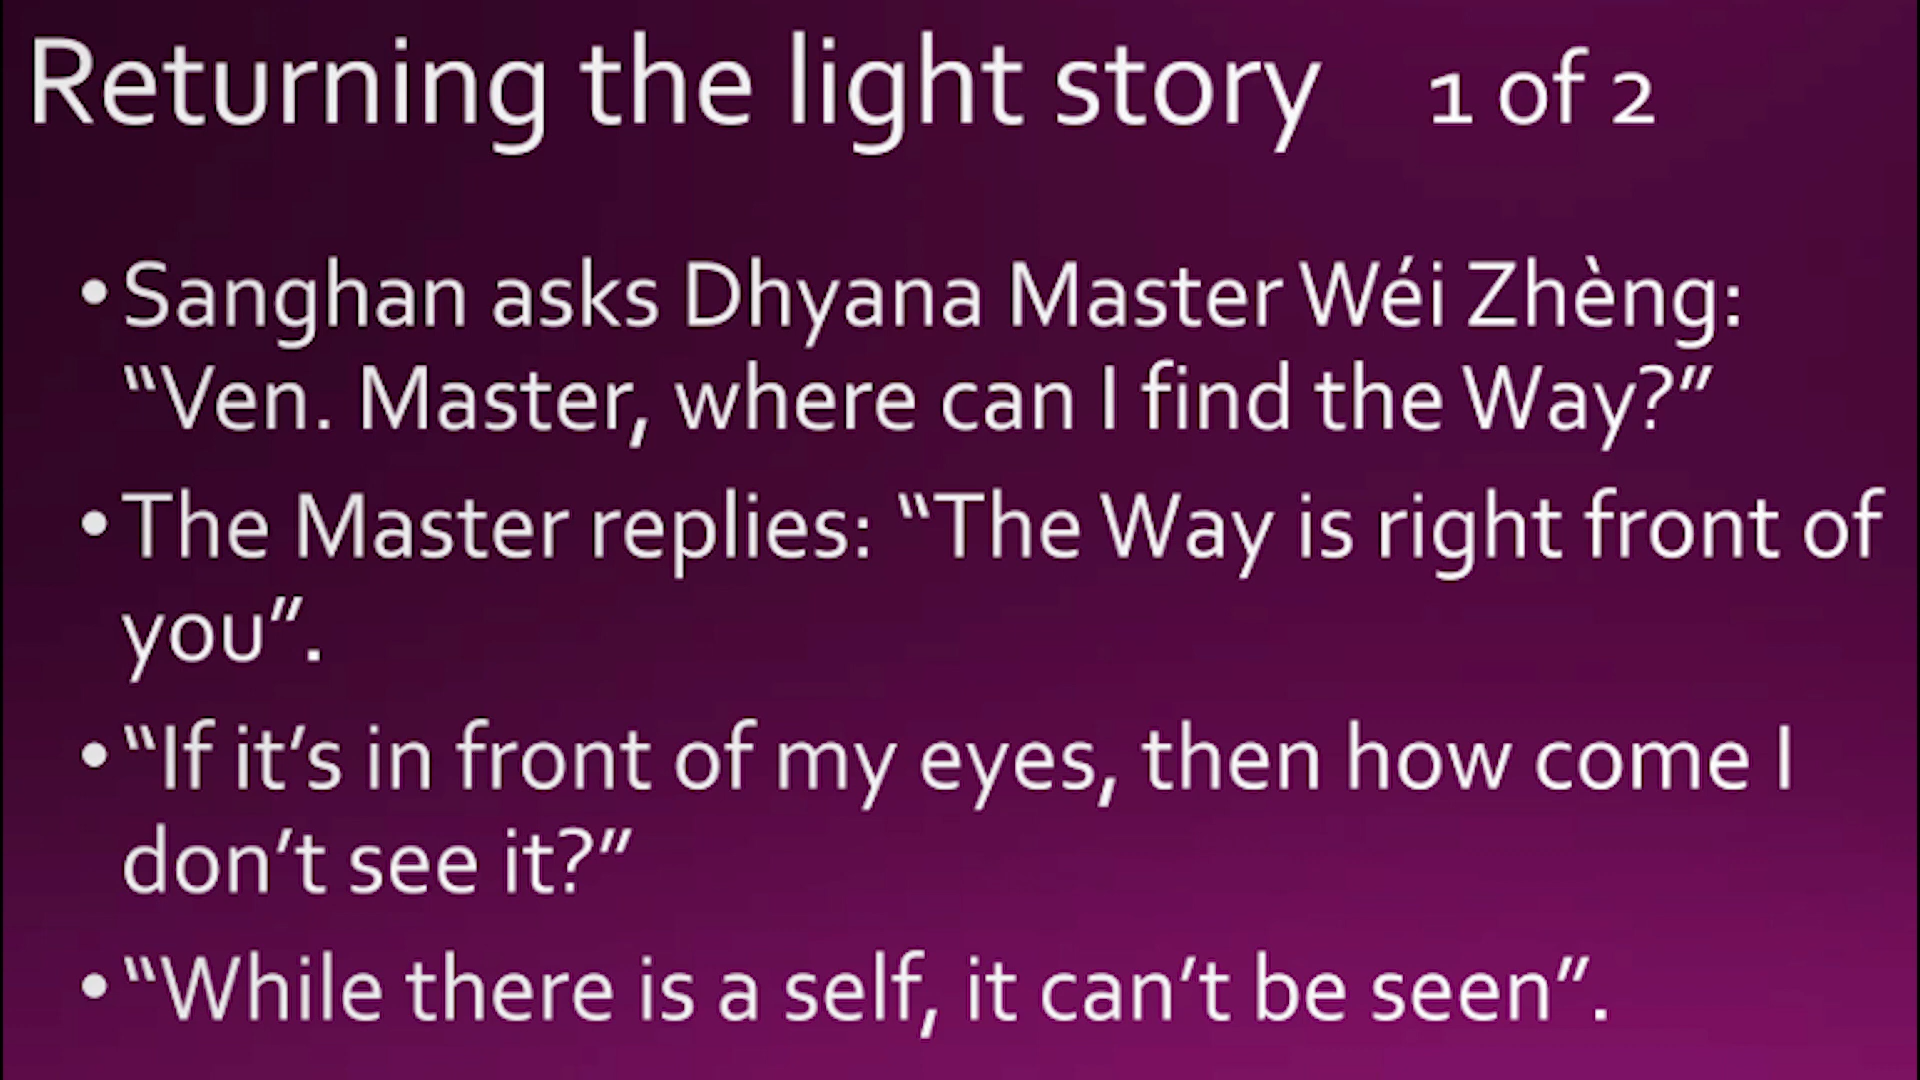 Returning the light story 1 of 2
•Sanghan asks Dhyana Master Wéi Zhèng:
“Ven. Master, where can I find the Way?”
•The Master replies: “The Way is right front of
you”.
•“If it’s in front of my eyes, then how come I
don’t see it?”
•“While there is a self, it can’t be seen”.